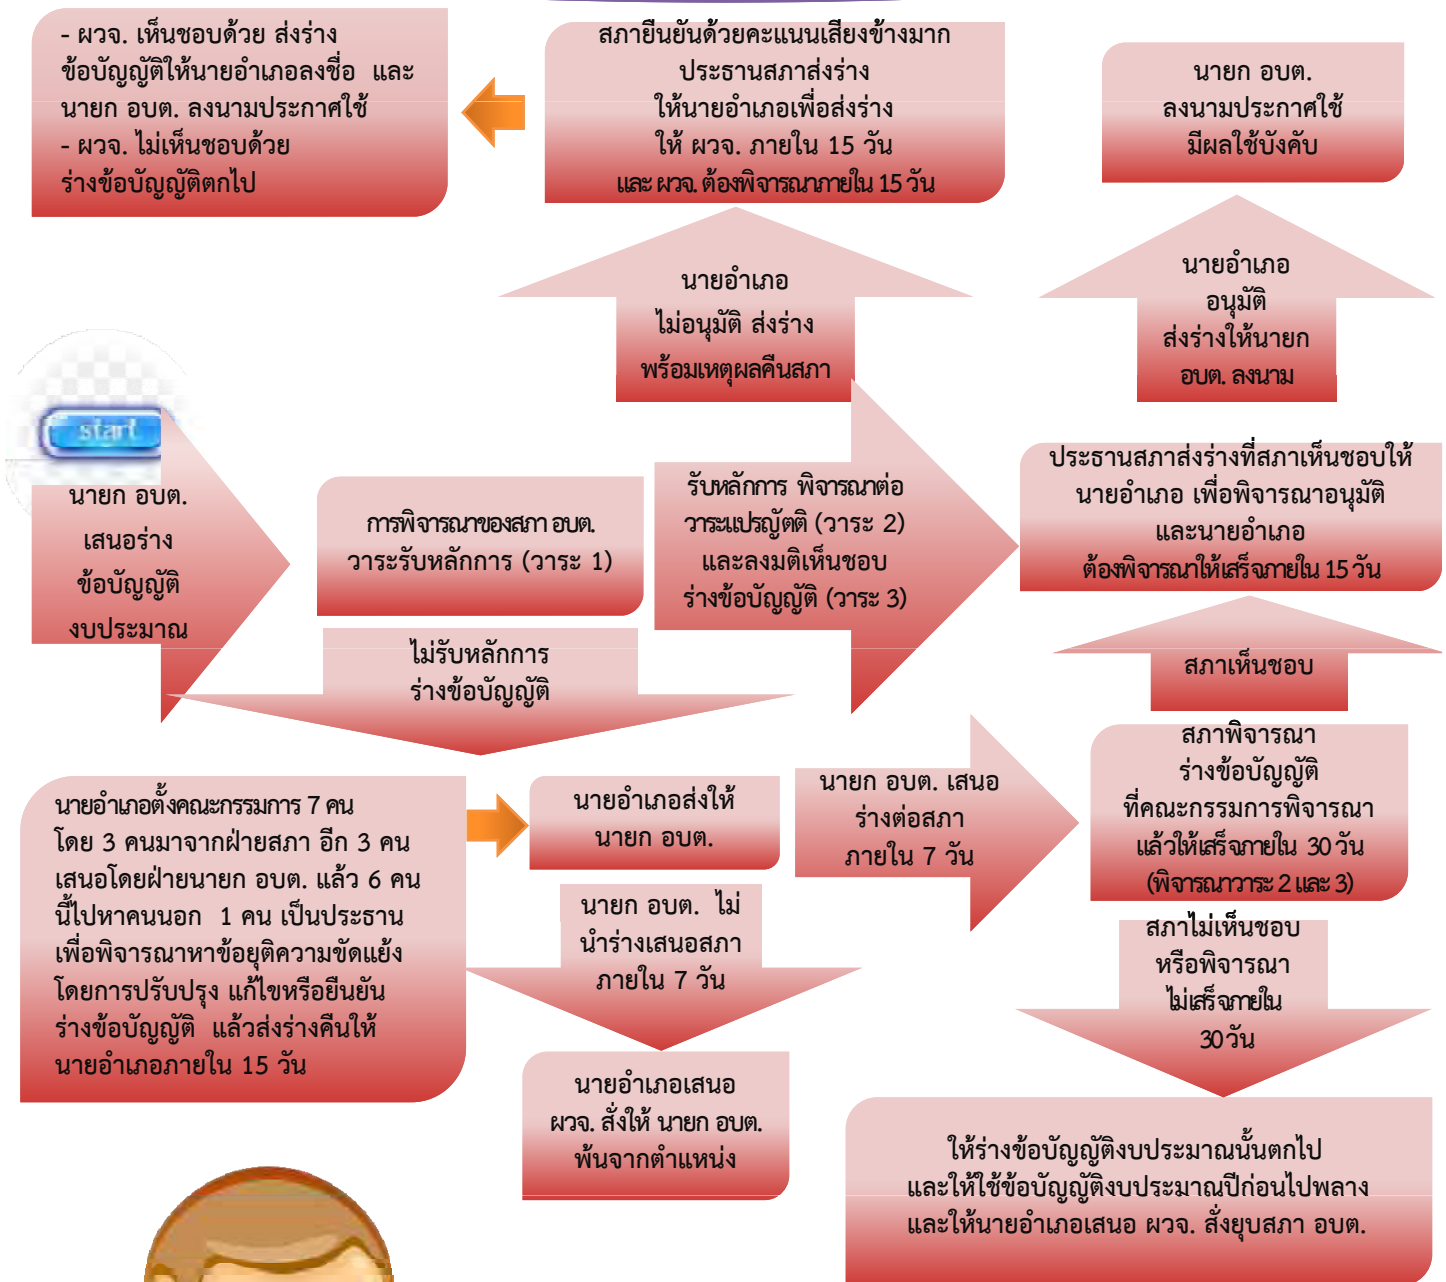 - ผวจ. เห็นชอบด้วย ส่งร่าง
ข้อบัญญัติให้นายอำเภอลงชื่อ และ
นายก อบต. ลงนามประกาศใช้
- ผวจ. ไม่เห็นชอบด้วย
ร่างข้อบัญญัติตกไป
สภายืนยันด้วยคะแนนเสียงข้างมาก
ประธานสภาส่งร่าง
ให้นายอำเภอเพื่อส่งร่าง
ให้ ผวจ. ภายใน 15 วัน
และ ผวจ. ต้องพิจารณาภายใน 15 วัน
นายก อบต.
ลงนามประกาศใช้
มีผลใช้บังคับ
นายอำเภอ
ไม่อนุมัติ ส่งร่าง
พร้อมเหตุผลคืนสภา
นายอำเภอ
อนุมัติ
ส่งร่างให้นายก
อบต. ลงนาม
start
นายก อบต.
เสนอร่าง
ข้อบัญญัติ
งบประมาณ
การพิจารณาของสภา อบต.
วาระรับหลักการ (วาระ 1)
รับหลักการ พิจารณาต่อ
วาระแปรญัตติ (วาระ 2)
และลงมติเห็นชอบ
ร่างข้อบัญญัติ (วาระ 3)
ประธานสภาส่งร่างที่สภาเห็นชอบให้
นายอำเภอ เพื่อพิจารณาอนุมัติ
และนายอำเภอ
ต้องพิจารณาให้เสร็จภายใน 15 วัน
ไม่รับหลักการ
ร่างข้อบัญญัติ
สภาเห็นชอบ
นายอำเภอตั้งคณะกรรมการ 7 คน
โดย 3 คนมาจากฝ่ายสภา อีก 3 คน
เสนอโดยฝ่ายนายก อบต. แล้ว 6 คน
นี้ไปหาคนนอก 1 คน เป็นประธาน
เพื่อพิจารณาหาข้อยุติความขัดแย้ง
โดยการปรับปรุง แก้ไขหรือยืนยัน
ร่างข้อบัญญัติ แล้วส่งร่างคืนให้
นายอำเภอภายใน 15 วัน
นายอำเภอส่งให้
นายก อบต.
นายก อบต. เสนอ
ร่างต่อสภา
ภายใน 7 วัน
สภาพิจารณา
ร่างข้อบัญญัติ
ที่คณะกรรมการพิจารณา
แล้วให้เสร็จภายใน 30 วัน
(พิจารณาวาระ 2 และ 3)
นายก อบต. ไม่
นำร่างเสนอสภา
ภายใน 7 วัน
สภาไม่เห็นชอบ
หรือพิจารณา
ไม่เสร็จภายใน
30 วัน
นายอำเภอเสนอ
ผวจ. สั่งให้ นายก อบต.
พ้นจากตำแหน่ง
ให้ร่างข้อบัญญัติงบประมาณนั้นตกไป
และให้ใช้ข้อบัญญัติงบประมาณปีก่อนไปพลาง
และให้นายอำเภอเสนอ ผวจ. สั่งยุบสภา อบต.